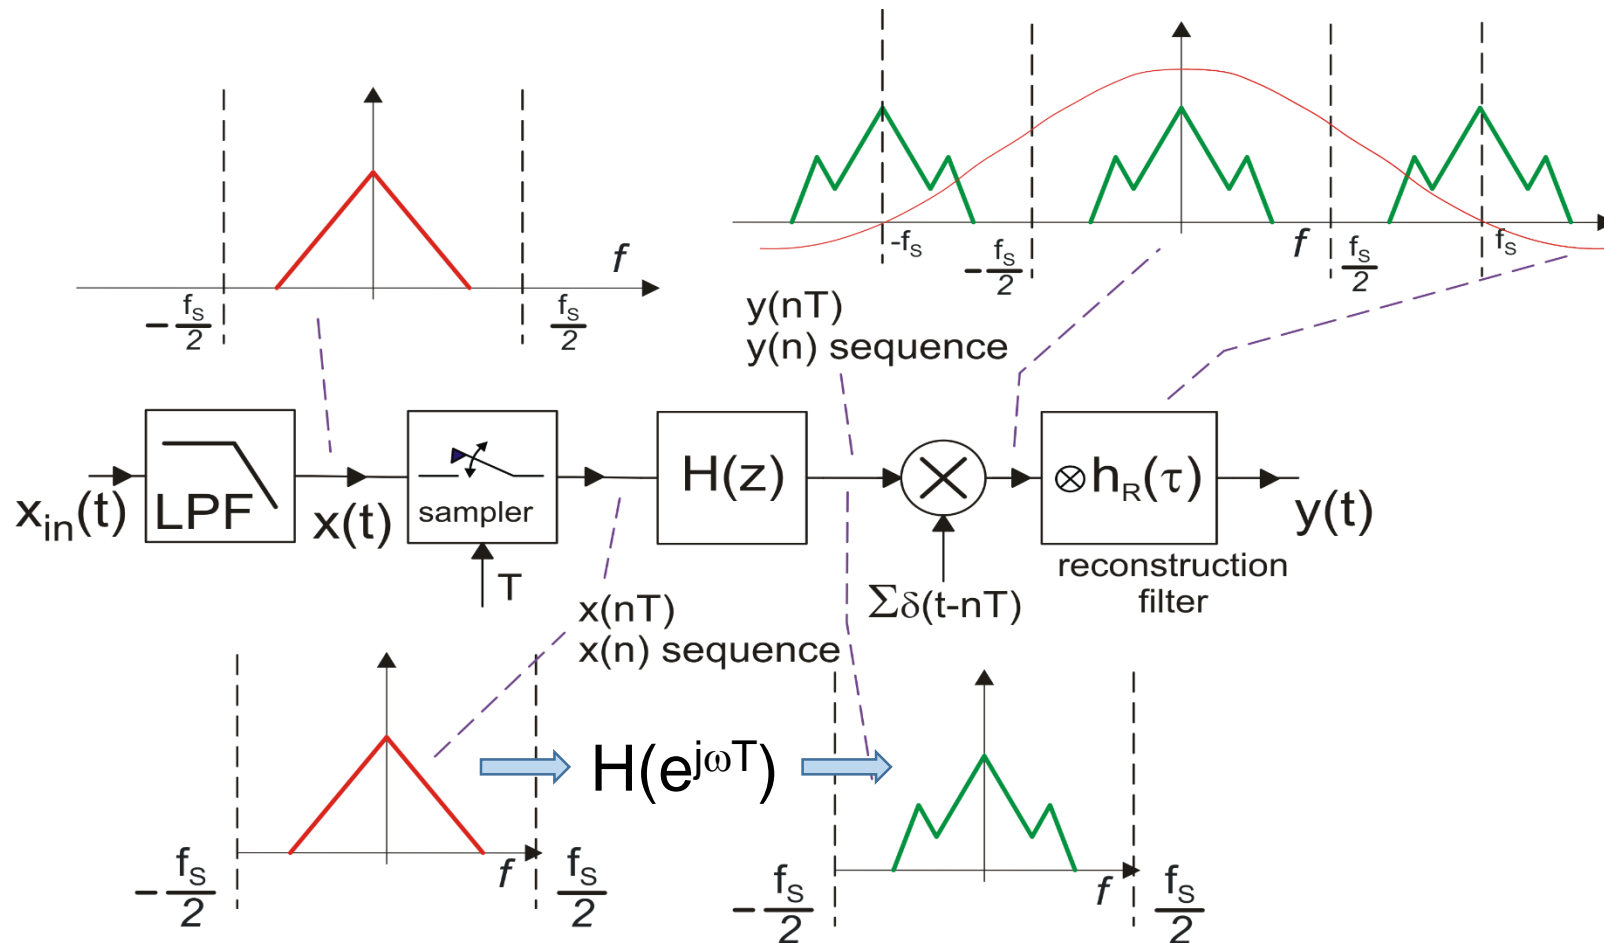 f
-fS/2
fS/2
-fS
-fS/2
f
fS/2
fS
y(nT)
y(n) sequence
xin(t)
LPF
x(t)
sampler
T
H(z)
Σδ(t-nT)
⊗ hR(τ)
reconstruction
filter
y(t)
x(nT)
x(n) sequence
H(e^jωT)
-fS/2
f
fS/2
-fS/2
f
fS/2